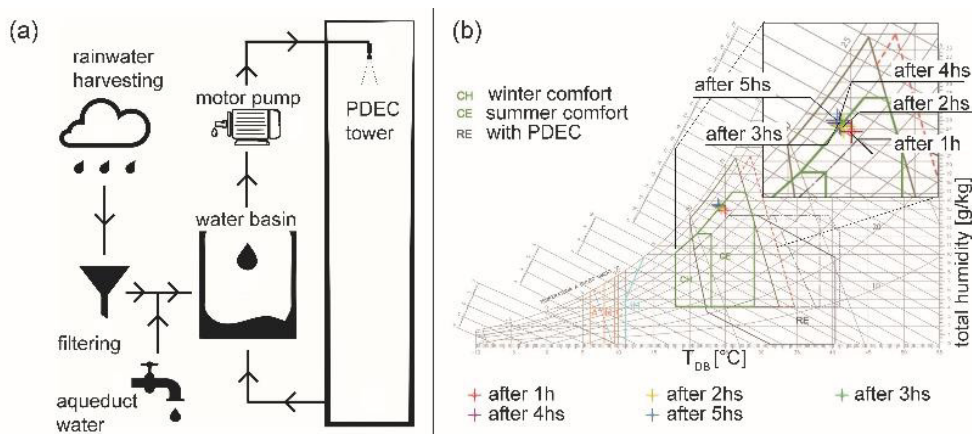 (a)
rainwater
harvesting
motor pump
PDEC
tower
water basin
filtering
aqueduct
water
(b)
CH winter comfort
CE summer comfort
RE with PDEC
after 5hs
after 3hs
after 4hs
after 2hs
after 1h
CH
CE
RE
total humidity [g/kg]
TDB [°C]
after 1h
after 2hs
after 3hs
after 4hs
after 5hs